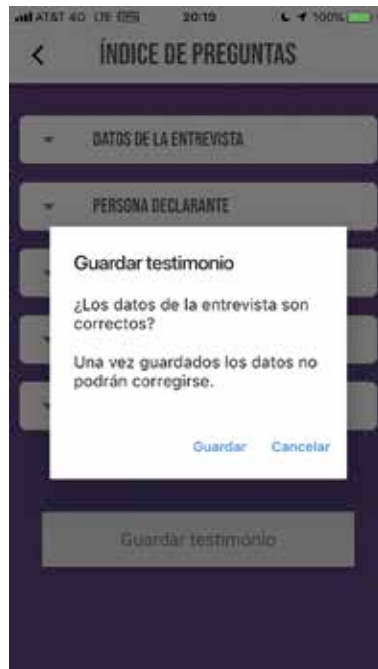 AT&T 4G LTE 20:19 100%
ÍNDICE DE PREGUNTAS
DATOS DE LA ENTREVISTA
PERSONA DECLARANTE
Guardar testimonio
¿Los datos de la entrevista son
correctos?
Una vez guardados los datos no
podrán corregirse.
Guardar Cancelar
Guardar testimonio